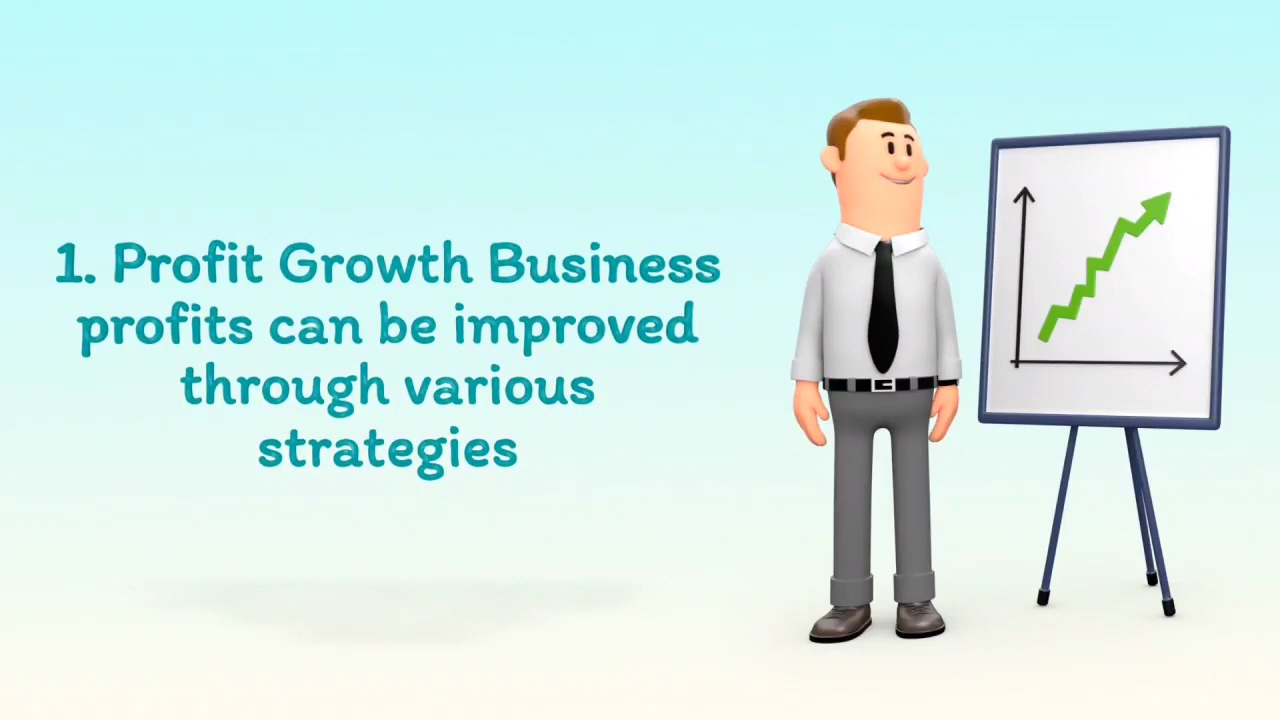 1. Profit Growth Business
profits can be improved
through various
strategies